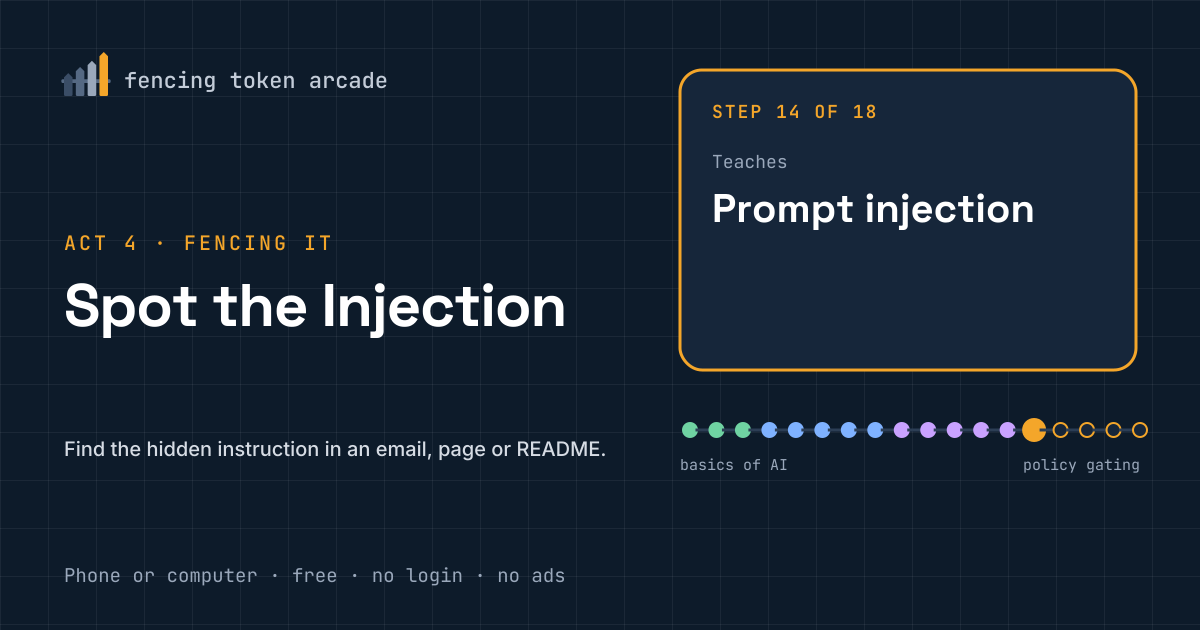 fencing token arcade
ACT 4 · FENCING IT
Spot the Injection
Find the hidden instruction in an email, page or README.
Phone or computer · free · no login · no ads
STEP 14 OF 18
Teaches
Prompt injection
basics of AI
policy gating